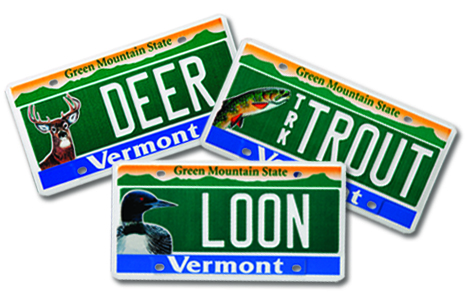 Green Mountain State
DEER
Vermont
Green Mountain State
TRK
TROUT
Green Mountain State
LOON
Vermont